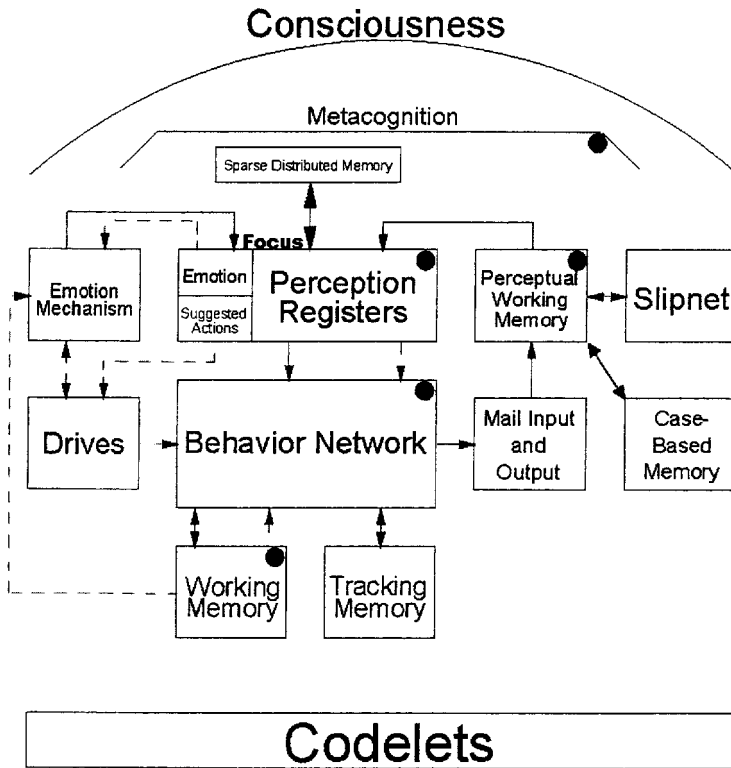 Consciousness
Metacognition
Sparse Distributed Memory
Focus
Emotion
Mechanism
Emotion
Suggested
Actions
Perception
Registers
Perceptual
Working
Memory
Slipnet
Drives
Behavior Network
Mail Input
and
Output
Case-
Based
Memory
Working
Memory
Tracking
Memory
Codelets